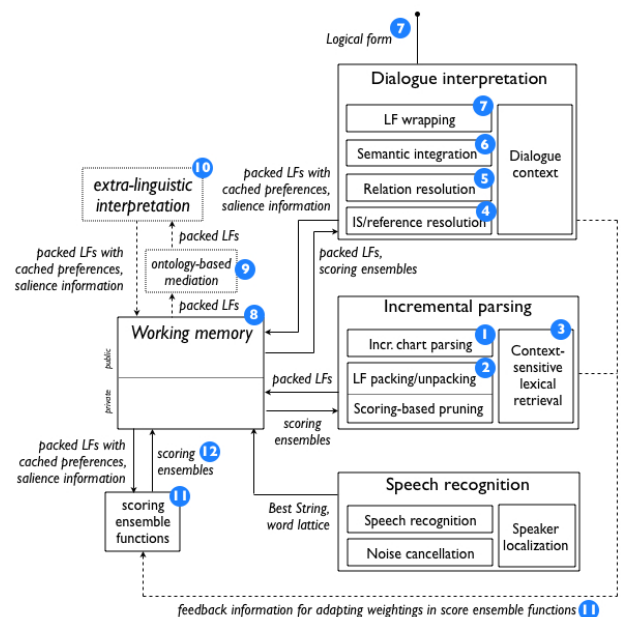 Logical form
7
Dialogue interpretation
LF wrapping
7
Semantic integration
6
Relation resolution
5
IS/reference resolution
4
Dialogue
context
packed LFs with
cached preferences,
salience information
10
extra-linguistic
interpretation
packed LFs
packed LFs with
cached preferences,
salience information
ontology-based
mediation
9
packed LFs
packed LFs,
scoring ensembles
8
Working memory
public
private
Incremental parsing
Incr. chart parsing
1
LF packing/unpacking
2
Scoring-based pruning
3
Context-
sensitive
lexical
retrieval
packed LFs
scoring
ensembles
packed LFs with
cached preferences,
salience information
scoring
ensembles
12
11
scoring
ensemble
functions
Best String,
word lattice
Speech recognition
Speech recognition
Noise cancellation
Speaker
localization
feedback information for adapting weightings in score ensemble functions
11